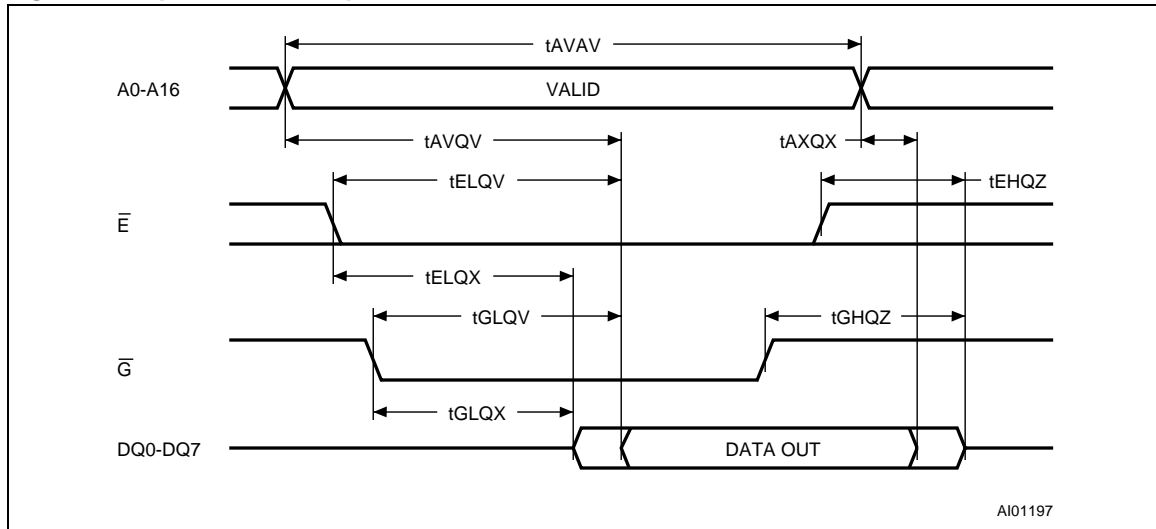 tAVAV
A0-A16
VALID
tAVQV
tAXQX
tELQV
tEHQZ
E̅
tELQX
tGLQV
tGHQZ
G̅
tGLQX
DQ0-DQ7
DATA OUT
AI01197